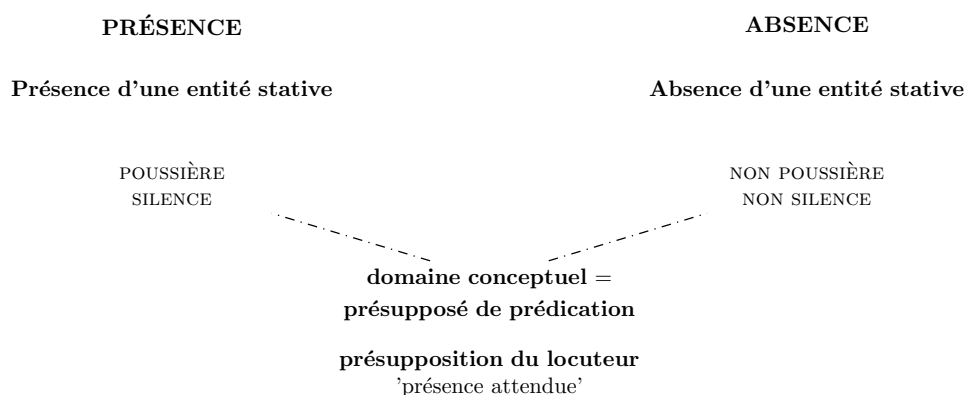 PRÉSENCE
ABSENCE
Présence d'une entité stative
Absence d'une entité stative
POUSSIÈRE
SILENCE
NON POUSSIÈRE
NON SILENCE
domaine conceptuel =
présupposé de prédication
présupposition du locuteur
'présence attendue'